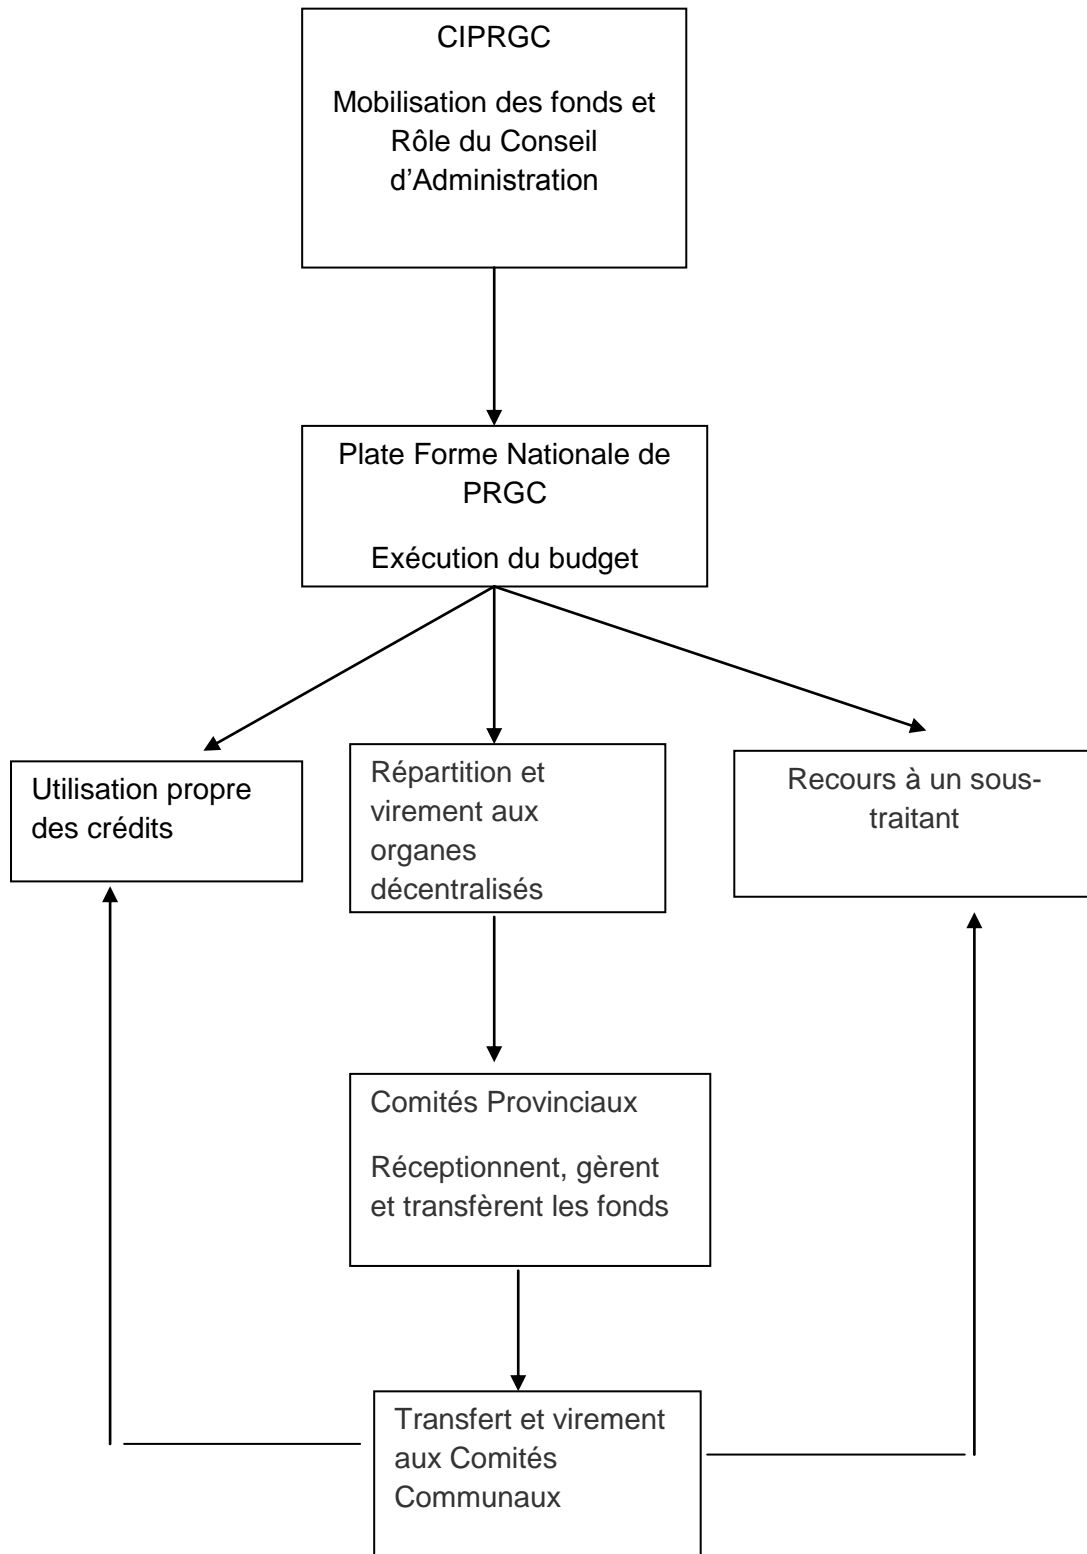 CIPRGC
Mobilisation des fonds et
Rôle du Conseil
d’Administration
Plate Forme Nationale de
PRGC
Exécution du budget
Utilisation propre
des crédits
Répartition et
virement aux
organes
décentralisés
Recours à un sous-
traitant
Comités Provinciaux
Réceptionnent, gèrent
et transfèrent les fonds
Transfert et virement
aux Comités
Communaux